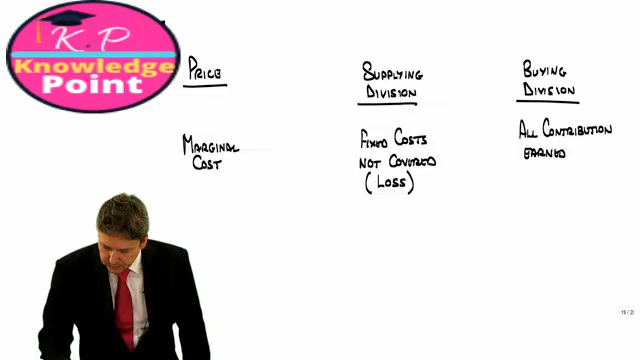 K.P
Knowledge
Point
PRICE
SUPPLYING
DIVISION
BUYING
DIVISION
MARGINAL
COST
FIXED COSTS
NOT COVERED
(LOSS)
ALL CONTRIBUTION
EARNED